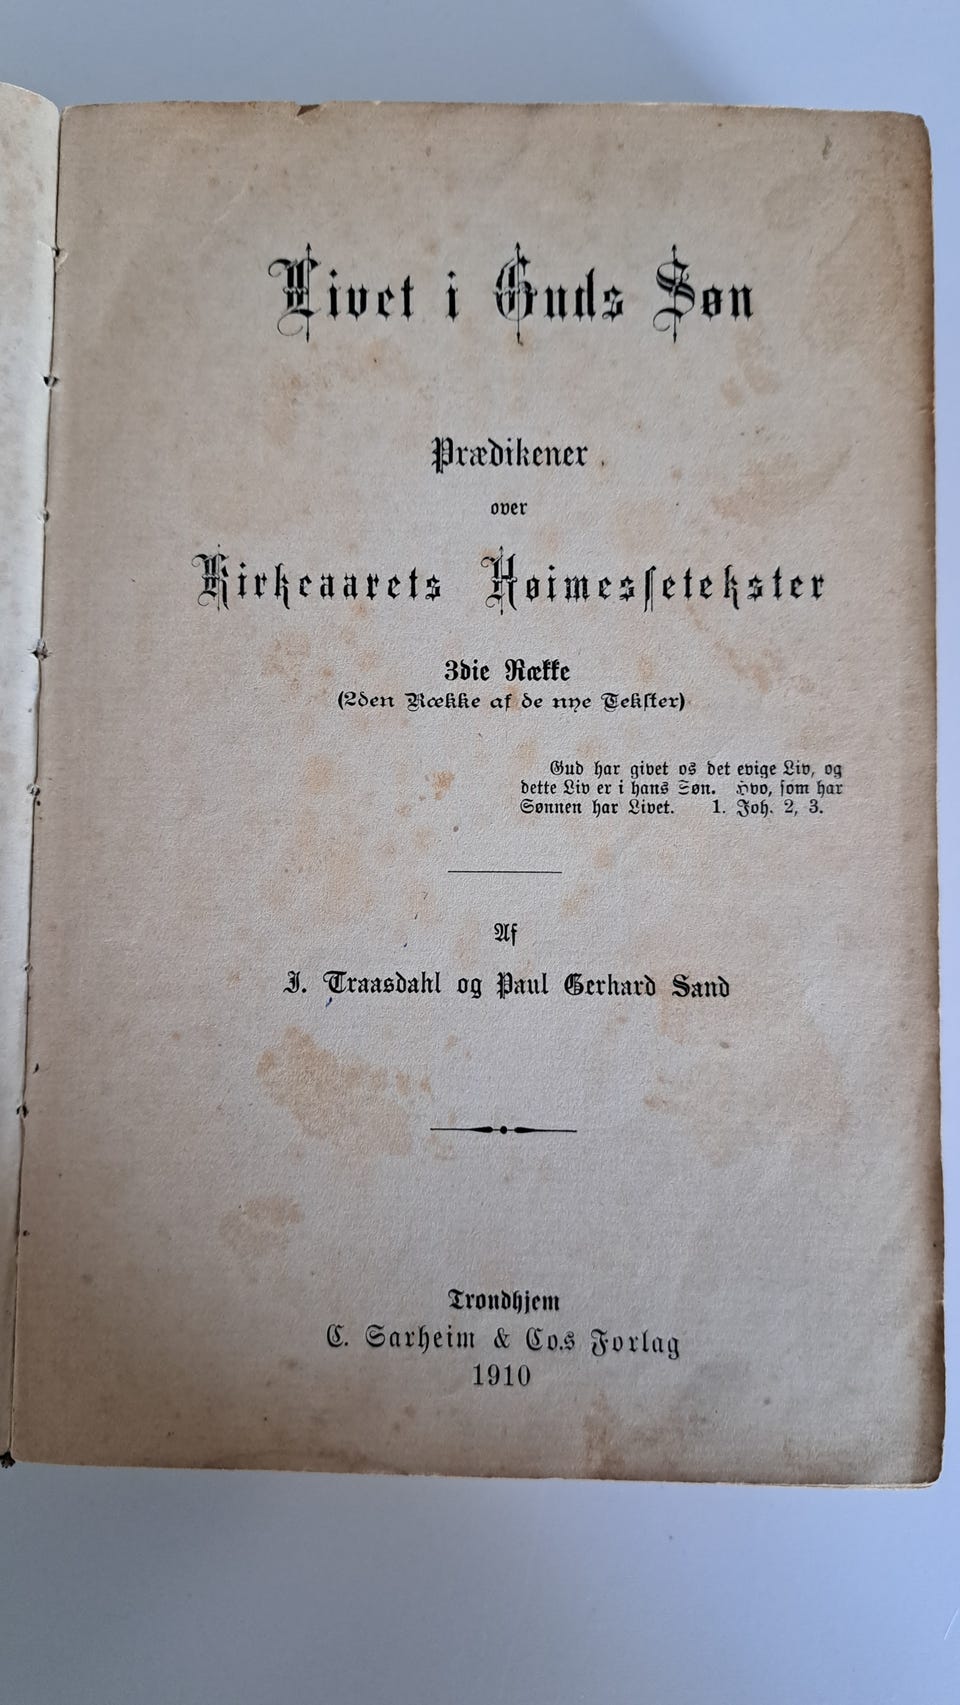 Livet i Guds Søn
Prædikener
over
Kirkeaarets Høimessetekster
3die Række
(2den Række af de nye Tekster)
Gud har givet os det evige Liv, og
dette Liv er i hans Søn. Hvo, som har
Sønnen har Livet. 1. Joh. 2, 3.
Af
J. Traasdahl og Paul Gerhard Sand
Trondhjem
C. Sarheim & Co.s Forlag
1910